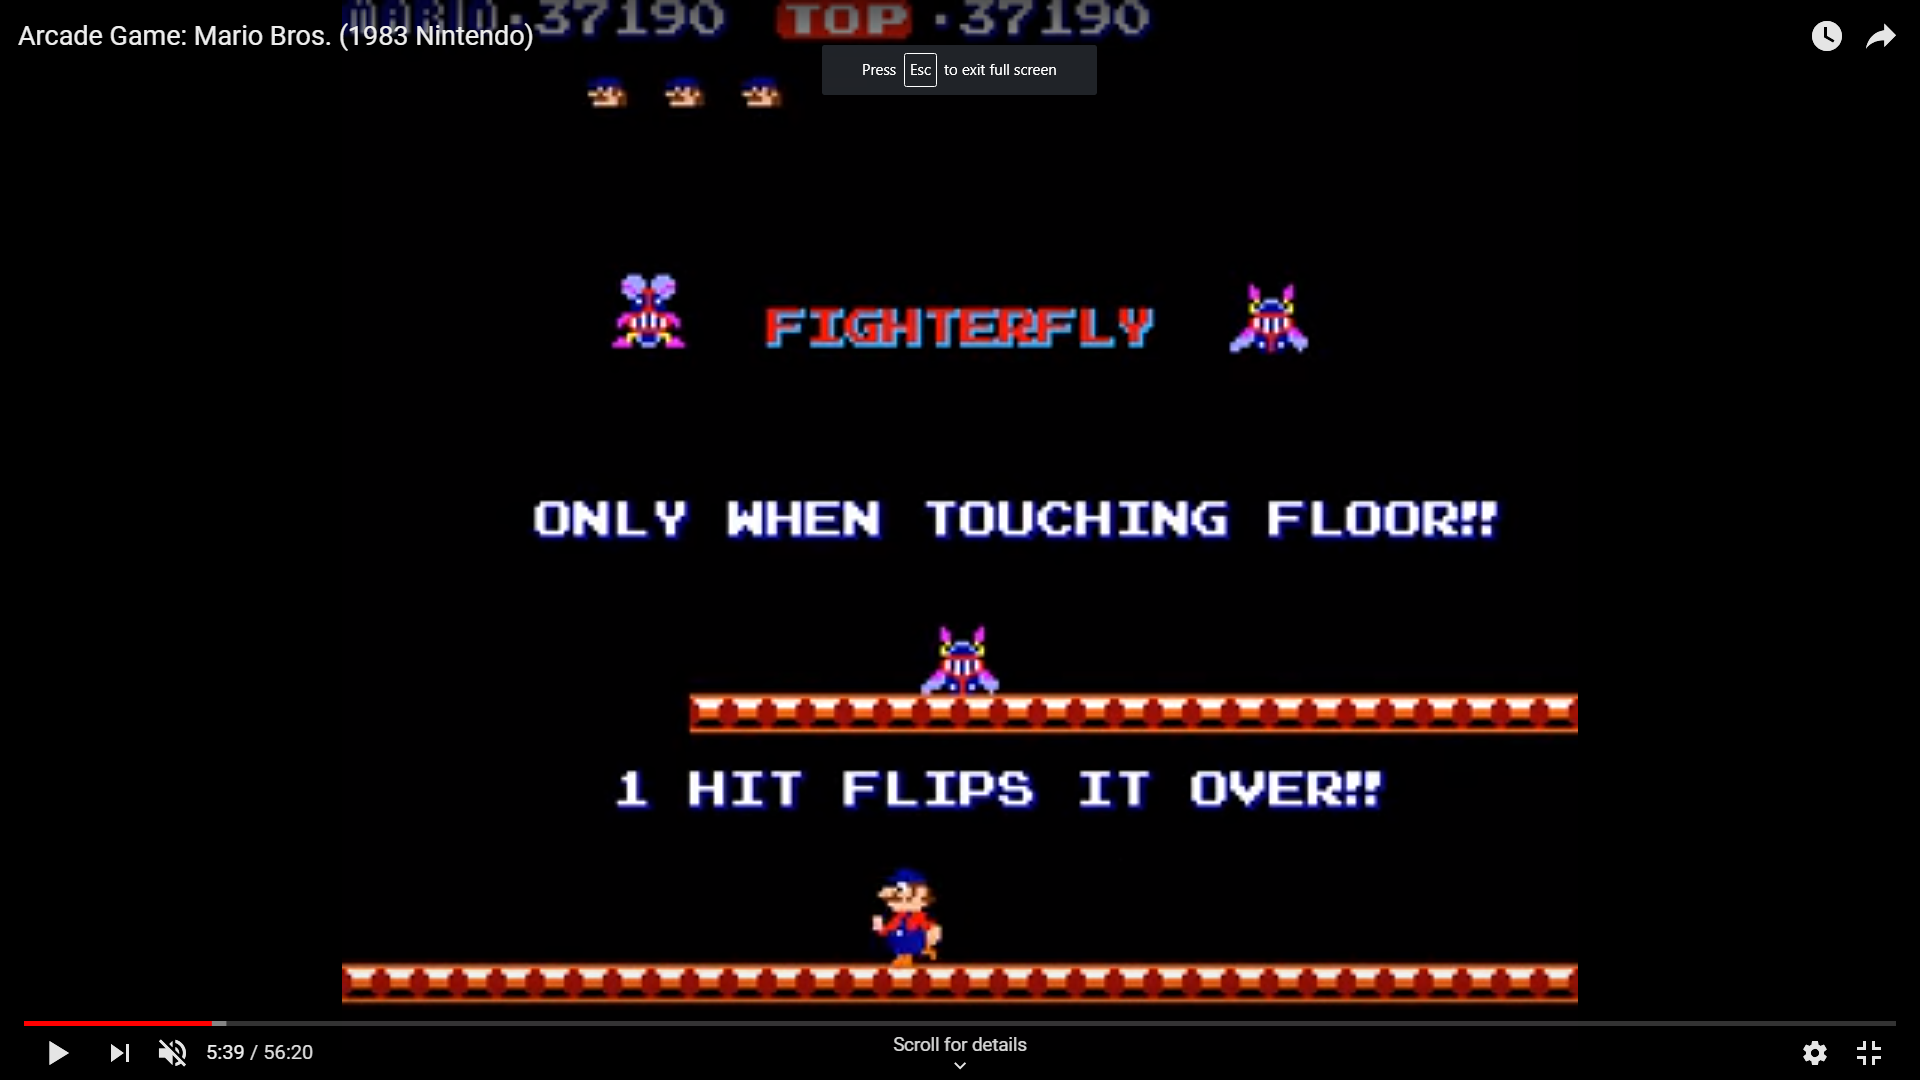 MARIO·37190 TOP ·37190
Arcade Game: Mario Bros. (1983 Nintendo)
Press Esc to exit full screen
FIGHTERFLY
ONLY WHEN TOUCHING FLOOR!!
1 HIT FLIPS IT OVER!!
5:39 / 56:20
Scroll for details